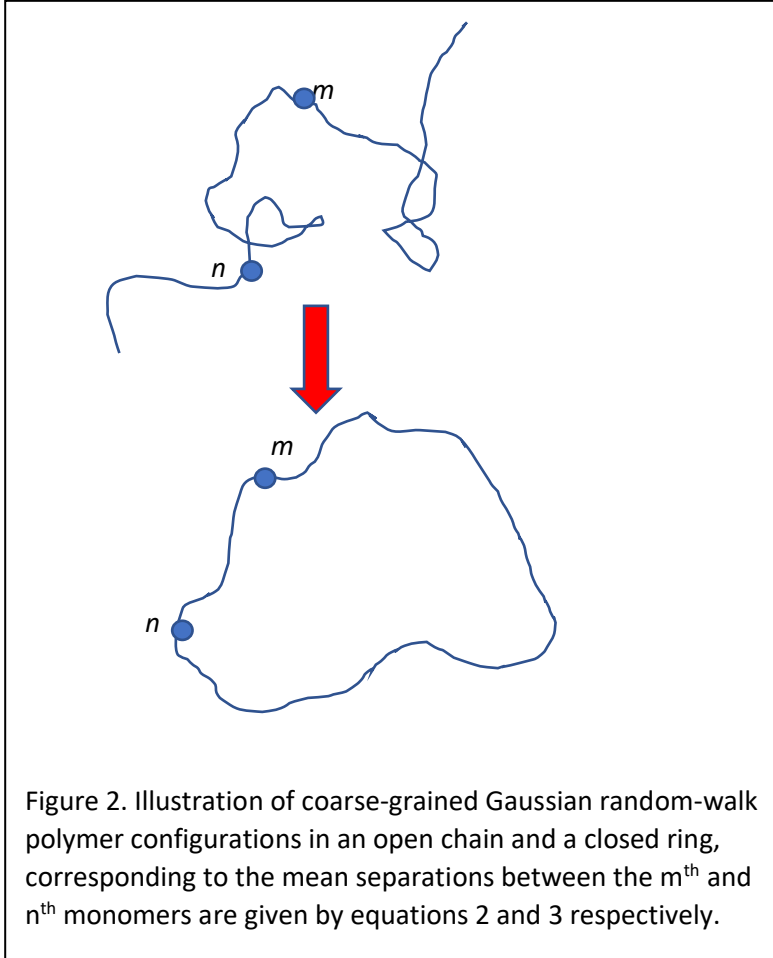 m
n
m
n
Figure 2. Illustration of coarse-grained Gaussian random-walk
polymer configurations in an open chain and a closed ring,
corresponding to the mean separations between the mth and
nth monomers are given by equations 2 and 3 respectively.